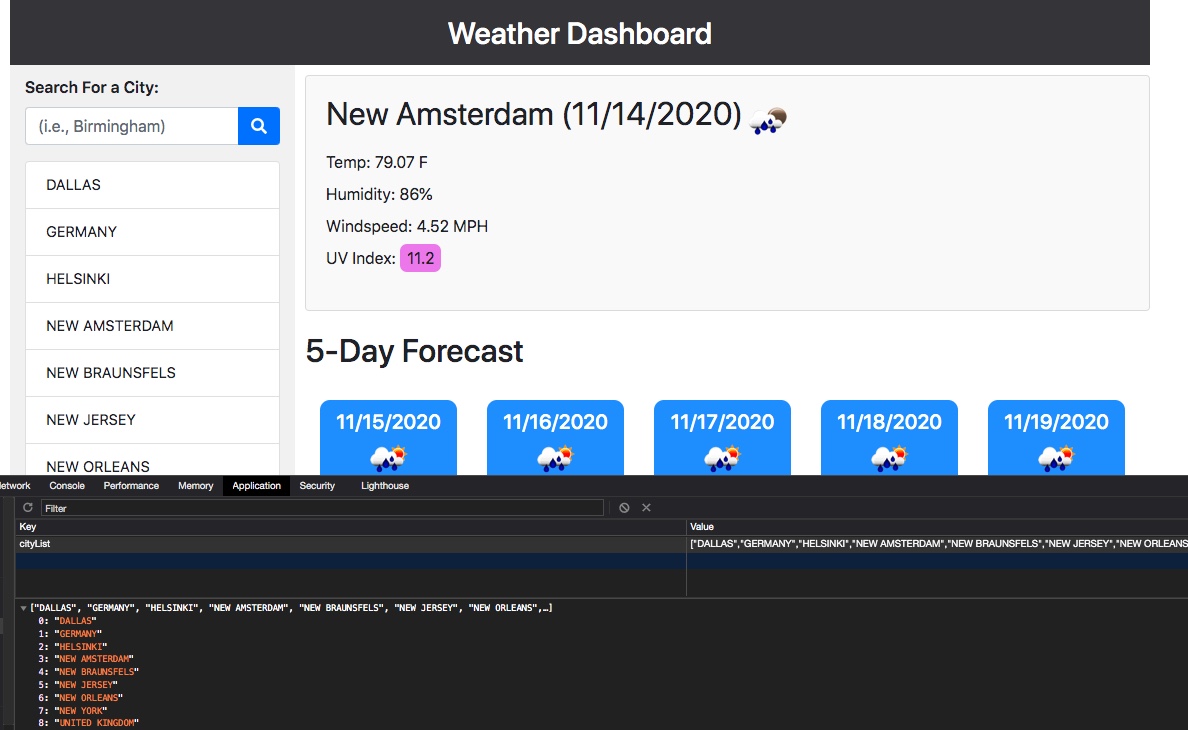 Weather Dashboard
Search For a City:
(i.e., Birmingham)
DALLAS
GERMANY
HELSINKI
NEW AMSTERDAM
NEW BRAUNSFELS
NEW JERSEY
NEW ORLEANS
New Amsterdam (11/14/2020)
Temp: 79.07 F
Humidity: 86%
Windspeed: 4.52 MPH
UV Index: 11.2
5-Day Forecast
11/15/2020 11/16/2020 11/17/2020 11/18/2020 11/19/2020
etwork Console Performance Memory Application Security Lighthouse
Filter
Key Value
cityList ["DALLAS","GERMANY","HELSINKI","NEW AMSTERDAM","NEW BRAUNSFELS","NEW JERSEY","NEW ORLEANS
["DALLAS", "GERMANY", "HELSINKI", "NEW AMSTERDAM", "NEW BRAUNSFELS", "NEW JERSEY", "NEW ORLEANS",…]
0: "DALLAS"
1: "GERMANY"
2: "HELSINKI"
3: "NEW AMSTERDAM"
4: "NEW BRAUNSFELS"
5: "NEW JERSEY"
6: "NEW ORLEANS"
7: "NEW YORK"
8: "UNITED KINGDOM"